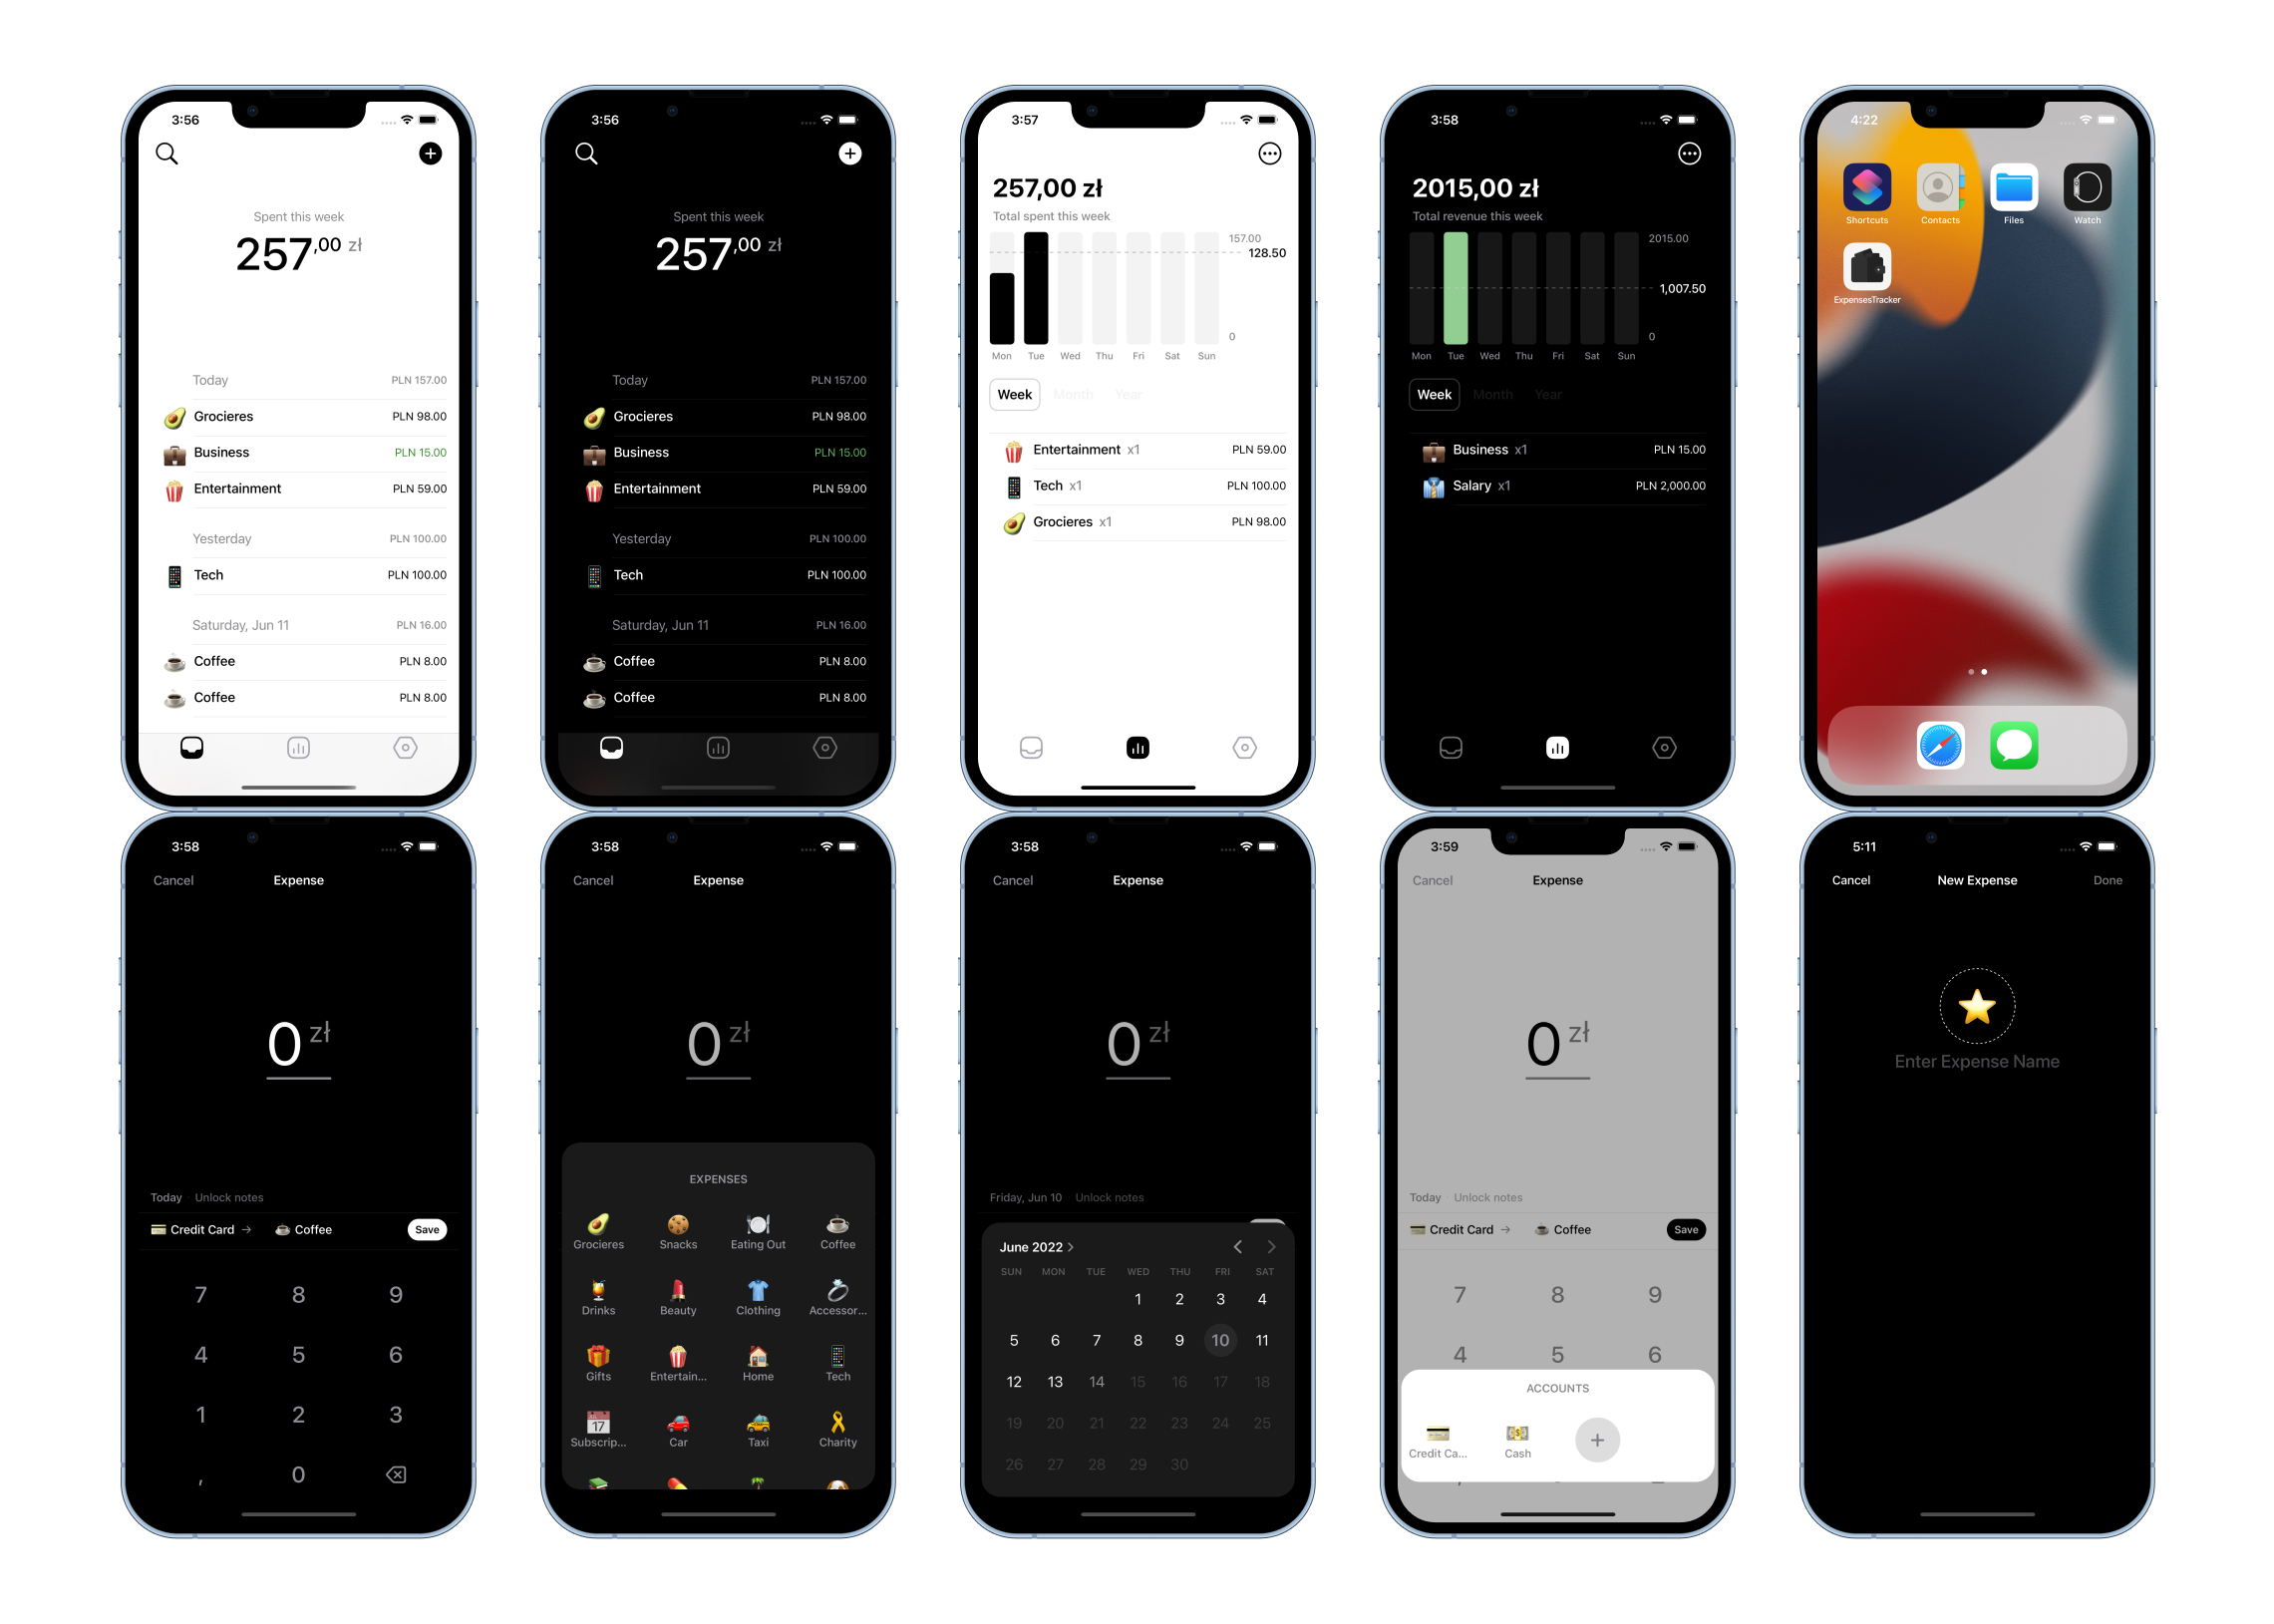 3:56
Spent this week
257,00 zł
Today PLN 157.00
Grocieres PLN 98.00
Business PLN 15.00
Entertainment PLN 59.00
Yesterday PLN 100.00
Tech PLN 100.00
Saturday, Jun 11 PLN 16.00
Coffee PLN 8.00
Coffee PLN 8.00
3:56
Spent this week
257,00 zł
Today PLN 157.00
Grocieres PLN 98.00
Business PLN 15.00
Entertainment PLN 59.00
Yesterday PLN 100.00
Tech PLN 100.00
Saturday, Jun 11 PLN 16.00
Coffee PLN 8.00
Coffee PLN 8.00
3:57
257,00 zł
Total spent this week
157.00
128.50
0
Mon Tue Wed Thu Fri Sat Sun
Week Month Year
Entertainment x1 PLN 59.00
Tech x1 PLN 100.00
Grocieres x1 PLN 98.00
3:58
2015,00 zł
Total revenue this week
2015.00
1,007.50
0
Mon Tue Wed Thu Fri Sat Sun
Week Month Year
Business x1 PLN 15.00
Salary x1 PLN 2,000.00
4:22
Shortcuts Contacts Files Watch
ExpensesTracker
3:58
Cancel Expense
0 zł
Today · Unlock notes
Credit Card → Coffee Save
7 8 9
4 5 6
1 2 3
, 0
3:58
Cancel Expense
0 zł
EXPENSES
Grocieres Snacks Eating Out Coffee
Drinks Beauty Clothing Accessor...
Gifts Entertain... Home Tech
17
Subscrip... Car Taxi Charity
3:58
Cancel Expense
0 zł
Friday, Jun 10 · Unlock notes
June 2022
SUN MON TUE WED THU FRI SAT
1 2 3 4
5 6 7 8 9 10 11
12 13 14 15 16 17 18
19 20 21 22 23 24 25
26 27 28 29 30
3:59
Cancel Expense
0 zł
Today · Unlock notes
Credit Card → Coffee Save
7 8 9
4 5 6
ACCOUNTS
Credit Ca... Cash +
5:11
Cancel New Expense Done
Enter Expense Name